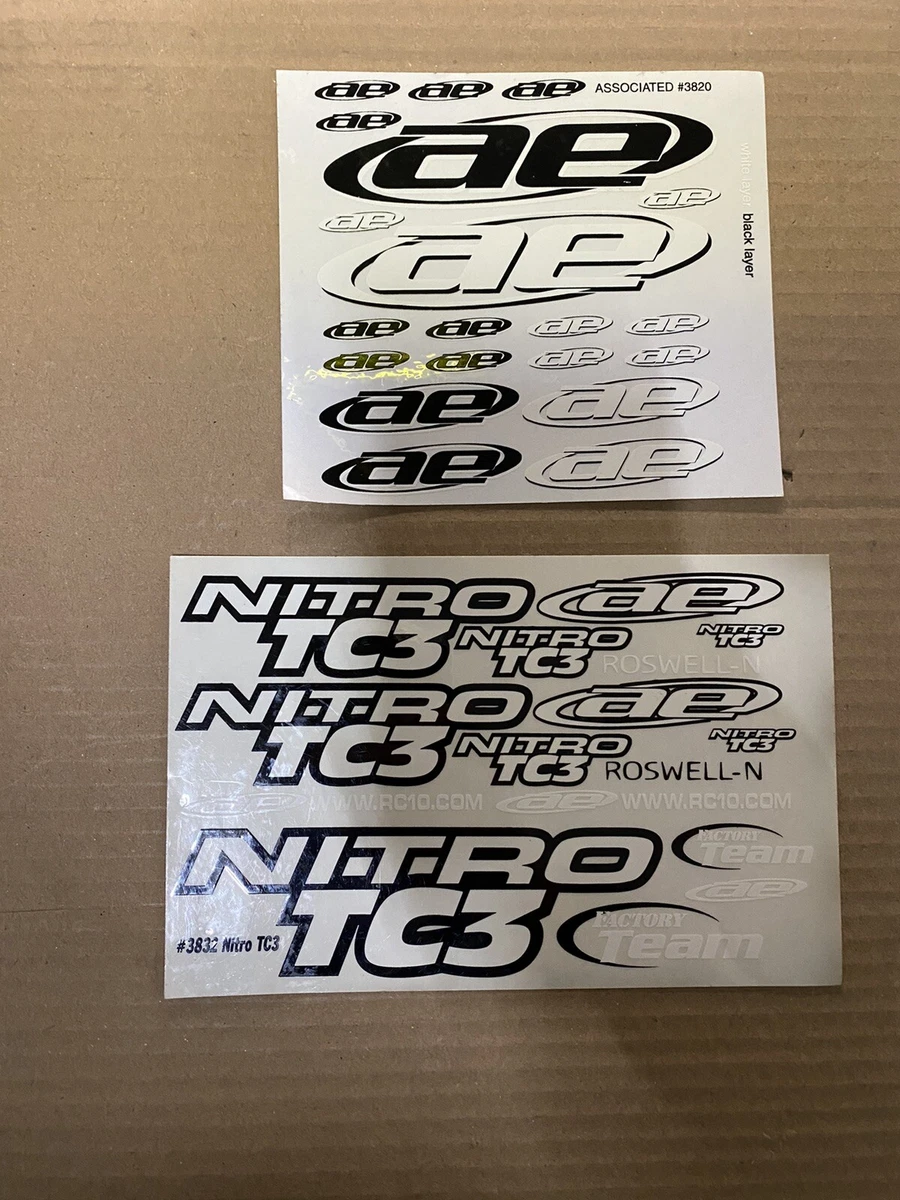 ae ae ae ASSOCIATED #3820
ae
ae
ae
ae
ae
white layer black layer
ae ae ae ae
ae ae ae ae
ae ae
ae ae
NITRO TC3 ae
NITRO TC3 NITRO TC3
ROSWELL-N
NITRO TC3 ae
NITRO TC3 NITRO TC3
ROSWELL-N
ae WWW.RC10.COM ae WWW.RC10.COM
NITRO
TC3
FACTORY
Team
ae
FACTORY
Team
#3832 Nitro TC3